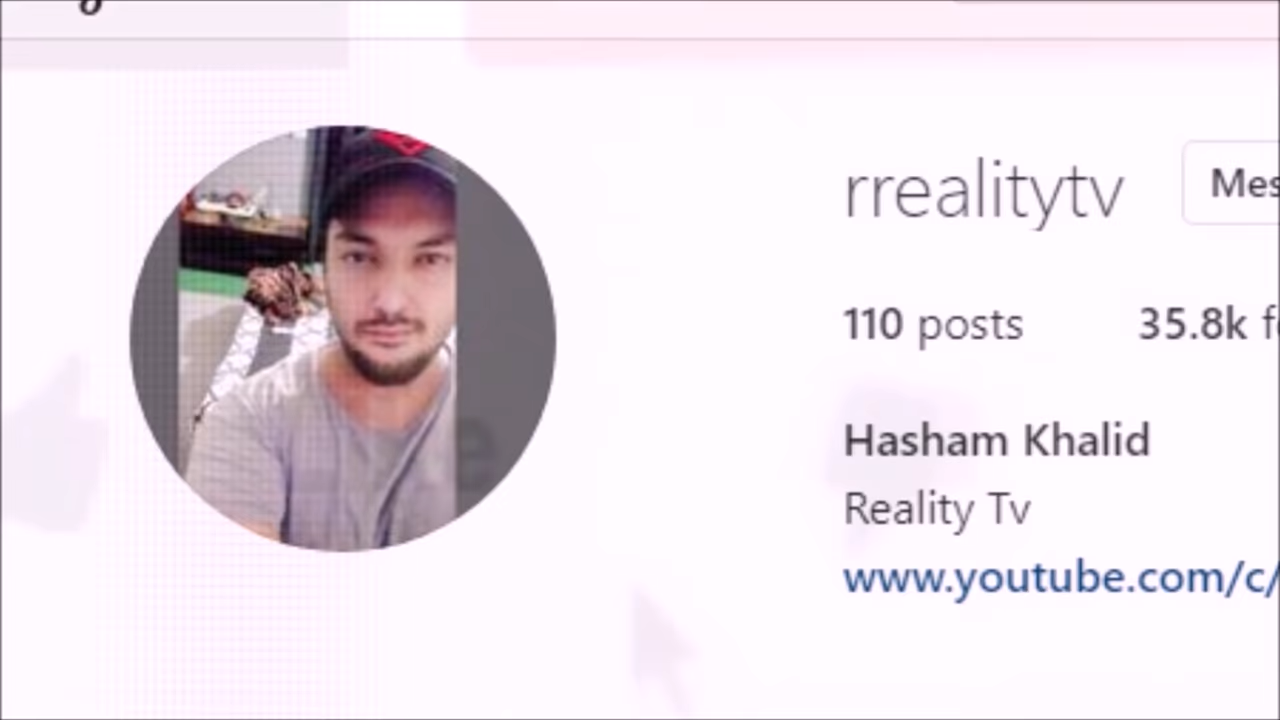 rrealitytv Mes
110 posts 35.8k f
Hasham Khalid
Reality Tv
www.youtube.com/c/